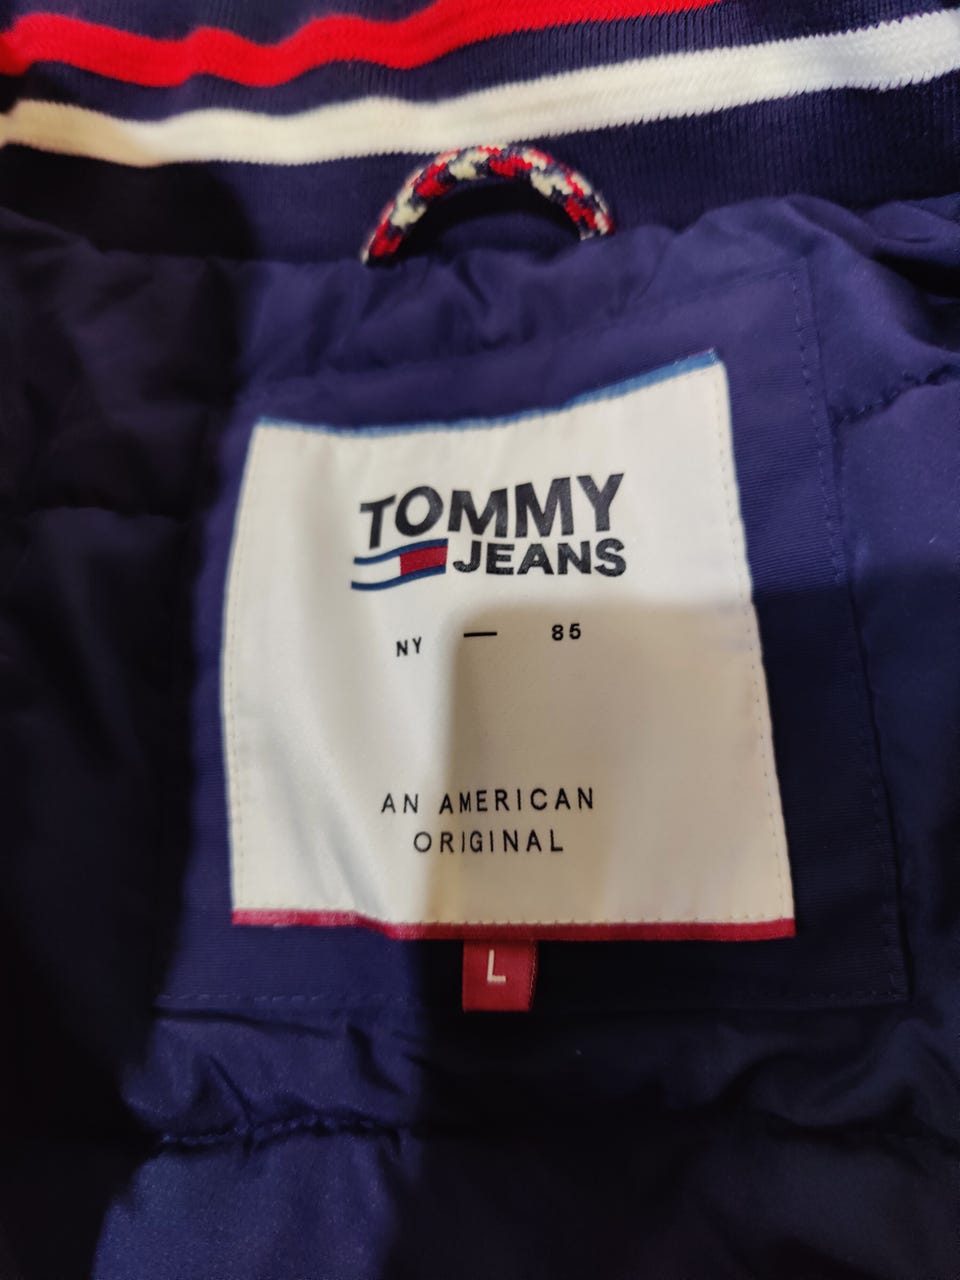 TOMMY
JEANS
NY — 85
AN AMERICAN
ORIGINAL
L